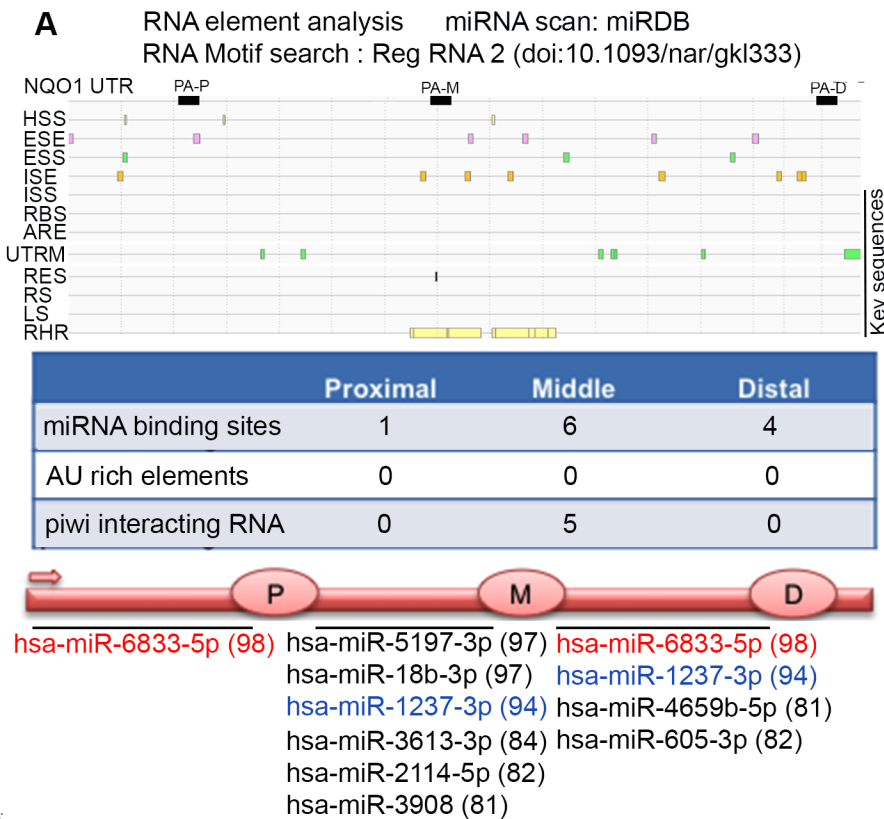 A
RNA element analysis miRNA scan: miRDB
RNA Motif search : Reg RNA 2 (doi:10.1093/nar/gkl333)
NQO1 UTR PA-P PA-M PA-D
HSS
ESE
ESS
ISE
ISS
RBS
ARE
UTRM
RES
RS
LS
RHR
Key sequences
Proximal Middle Distal
miRNA binding sites 1 6 4
AU rich elements 0 0 0
piwi interacting RNA 0 5 0
P M D
hsa-miR-6833-5p (98)
hsa-miR-5197-3p (97)
hsa-miR-18b-3p (97)
hsa-miR-1237-3p (94)
hsa-miR-3613-3p (84)
hsa-miR-2114-5p (82)
hsa-miR-3908 (81)
hsa-miR-6833-5p (98)
hsa-miR-1237-3p (94)
hsa-miR-4659b-5p (81)
hsa-miR-605-3p (82)